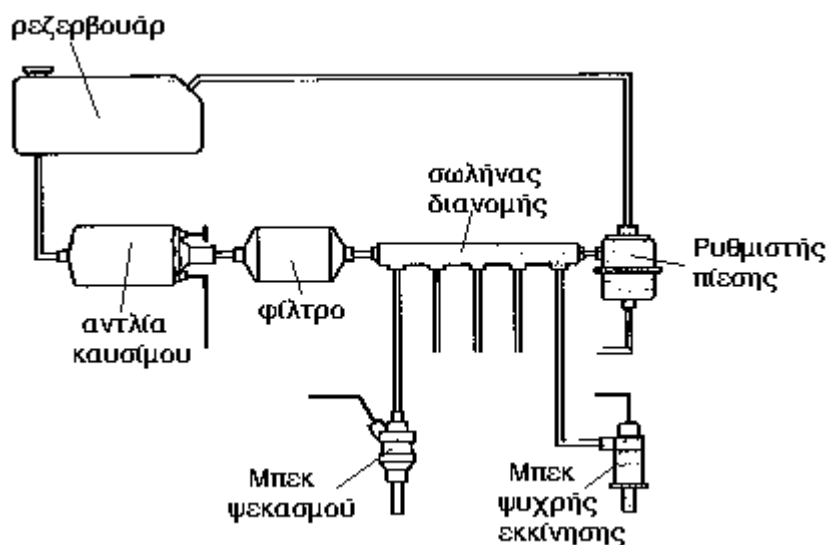 ρεζερβουάρ
σωλήνας
διανομής
Ρυθμιστής
πίεσης
φίλτρο
αντλία
καυσίμου
Μπεκ
ψεκασμού
Μπεκ
ψυχρής
εκκίνησης